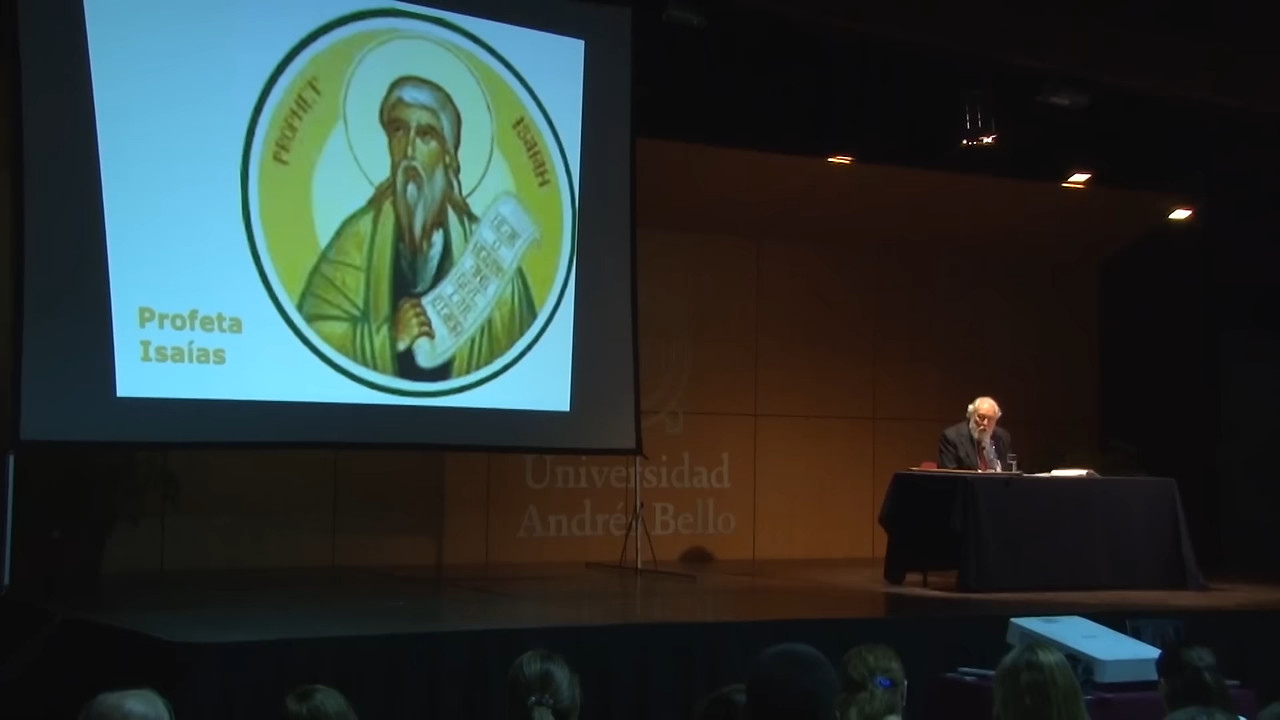 PROPHET
ISAIAH
Profeta
Isaías
Universidad
Andrés Bello